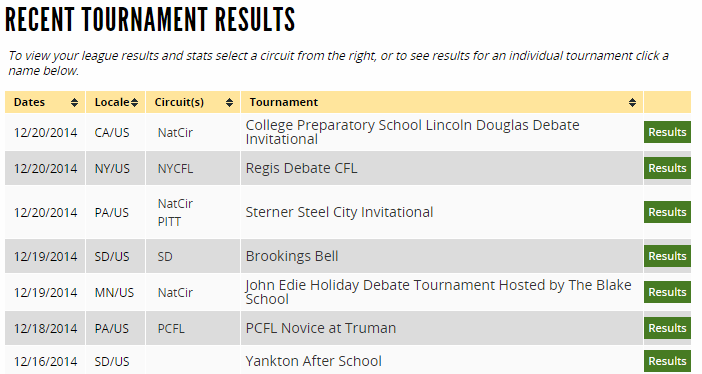 RECENT TOURNAMENT RESULTS
To view your league results and stats select a circuit from the right, or to see results for an individual tournament click a
name below.
Dates Locale Circuit(s) Tournament
12/20/2014 CA/US NatCir College Preparatory School Lincoln Douglas Debate
Invitational Results
12/20/2014 NY/US NYCFL Regis Debate CFL Results
12/20/2014 PA/US NatCir
PITT Sterner Steel City Invitational Results
12/19/2014 SD/US SD Brookings Bell Results
12/19/2014 MN/US NatCir John Edie Holiday Debate Tournament Hosted by The Blake
School Results
12/18/2014 PA/US PCFL PCFL Novice at Truman Results
12/16/2014 SD/US Yankton After School Results